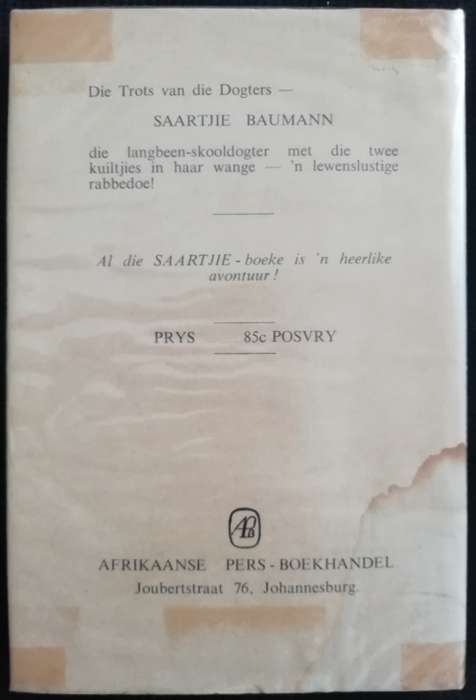 Die Trots van die Dogters —
SAARTJIE BAUMANN
die langbeen-skooldogter met die twee
kuiltjies in haar wange — 'n lewenslustige
rabbedoe!
Al die SAARTJIE - boeke is 'n heerlike
avontuur !
PRYS 85c POSVRY
APB
AFRIKAANSE PERS - BOEKHANDEL
Joubertstraat 76, Johannesburg.